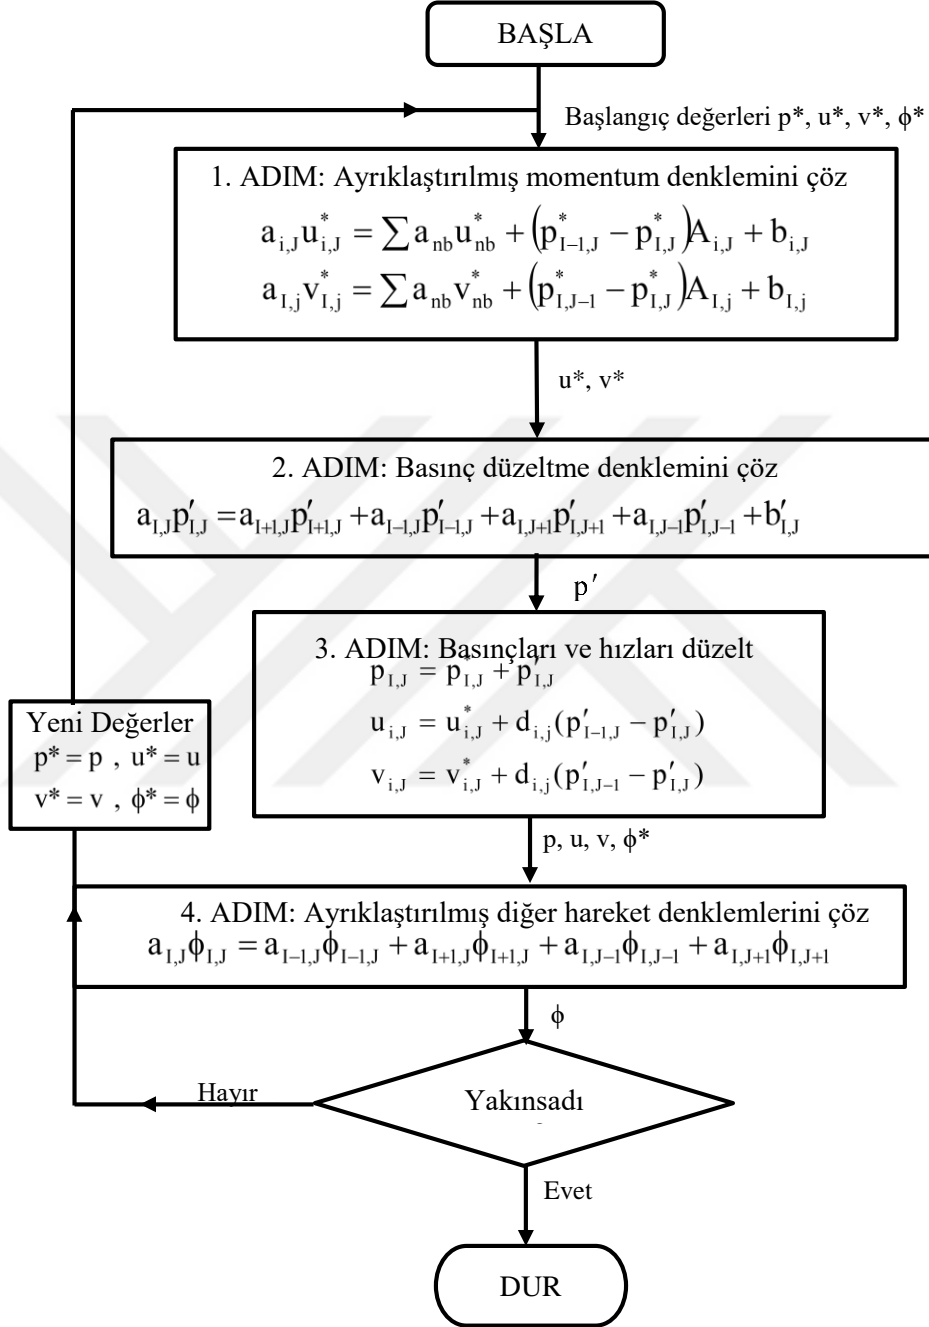 BAŞLA
Başlangıç değerleri p*, u*, v*, ϕ*
1. ADIM: Ayrıklaştırılmış momentum denklemini çöz
a_{i,J}u*_{i,J} = ∑a_{nb}u*_{nb} + (p*_{I−1,J} − p*_{I,J})A_{i,J} + b_{i,J}
a_{I,j}v*_{I,j} = ∑a_{nb}v*_{nb} + (p*_{I,J−1} − p*_{I,J})A_{I,j} + b_{I,j}
u*, v*
2. ADIM: Basınç düzeltme denklemini çöz
a_{I,J}p′_{I,J} = a_{I+1,J}p′_{I+1,J} + a_{I−1,J}p′_{I−1,J} + a_{I,J+1}p′_{I,J+1} + a_{I,J−1}p′_{I,J−1} + b′_{I,J}
p′
3. ADIM: Basınçları ve hızları düzelt
p_{I,J} = p*_{I,J} + p′_{I,J}
u_{i,J} = u*_{i,J} + d_{i,j}(p′_{I−1,J} − p′_{I,J})
v_{i,J} = v*_{i,J} + d_{i,j}(p′_{I,J−1} − p′_{I,J})
Yeni Değerler
p* = p , u* = u
v* = v , ϕ* = ϕ
p, u, v, ϕ*
4. ADIM: Ayrıklaştırılmış diğer hareket denklemlerini çöz
a_{I,J}ϕ_{I,J} = a_{I−1,J}ϕ_{I−1,J} + a_{I+1,J}ϕ_{I+1,J} + a_{I,J−1}ϕ_{I,J−1} + a_{I,J+1}ϕ_{I,J+1}
ϕ
Hayır
Yakınsadı
Evet
DUR